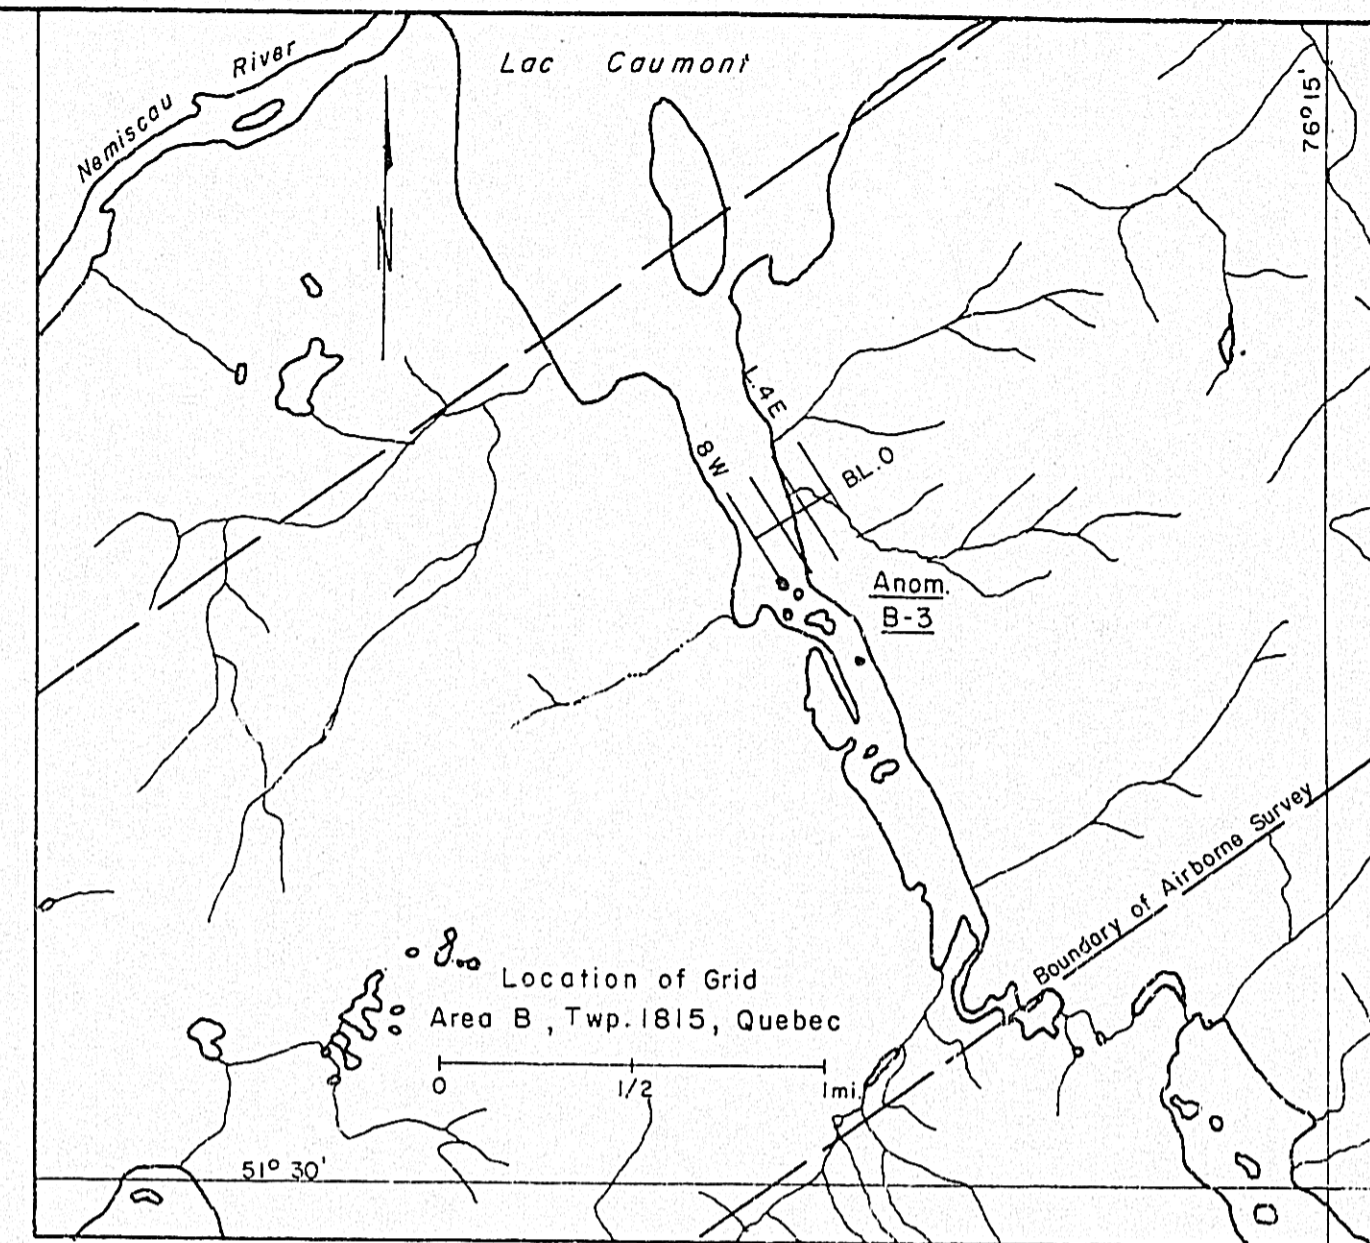 Nemiscau River
Lac Caumont
76° 15'
N
L.4E
8W
B.L.O
Anom.
B-3
Boundary of Airborne Survey
Location of Grid
Area B, Twp. 1815, Quebec
0 1/2 1mi.
51° 30'